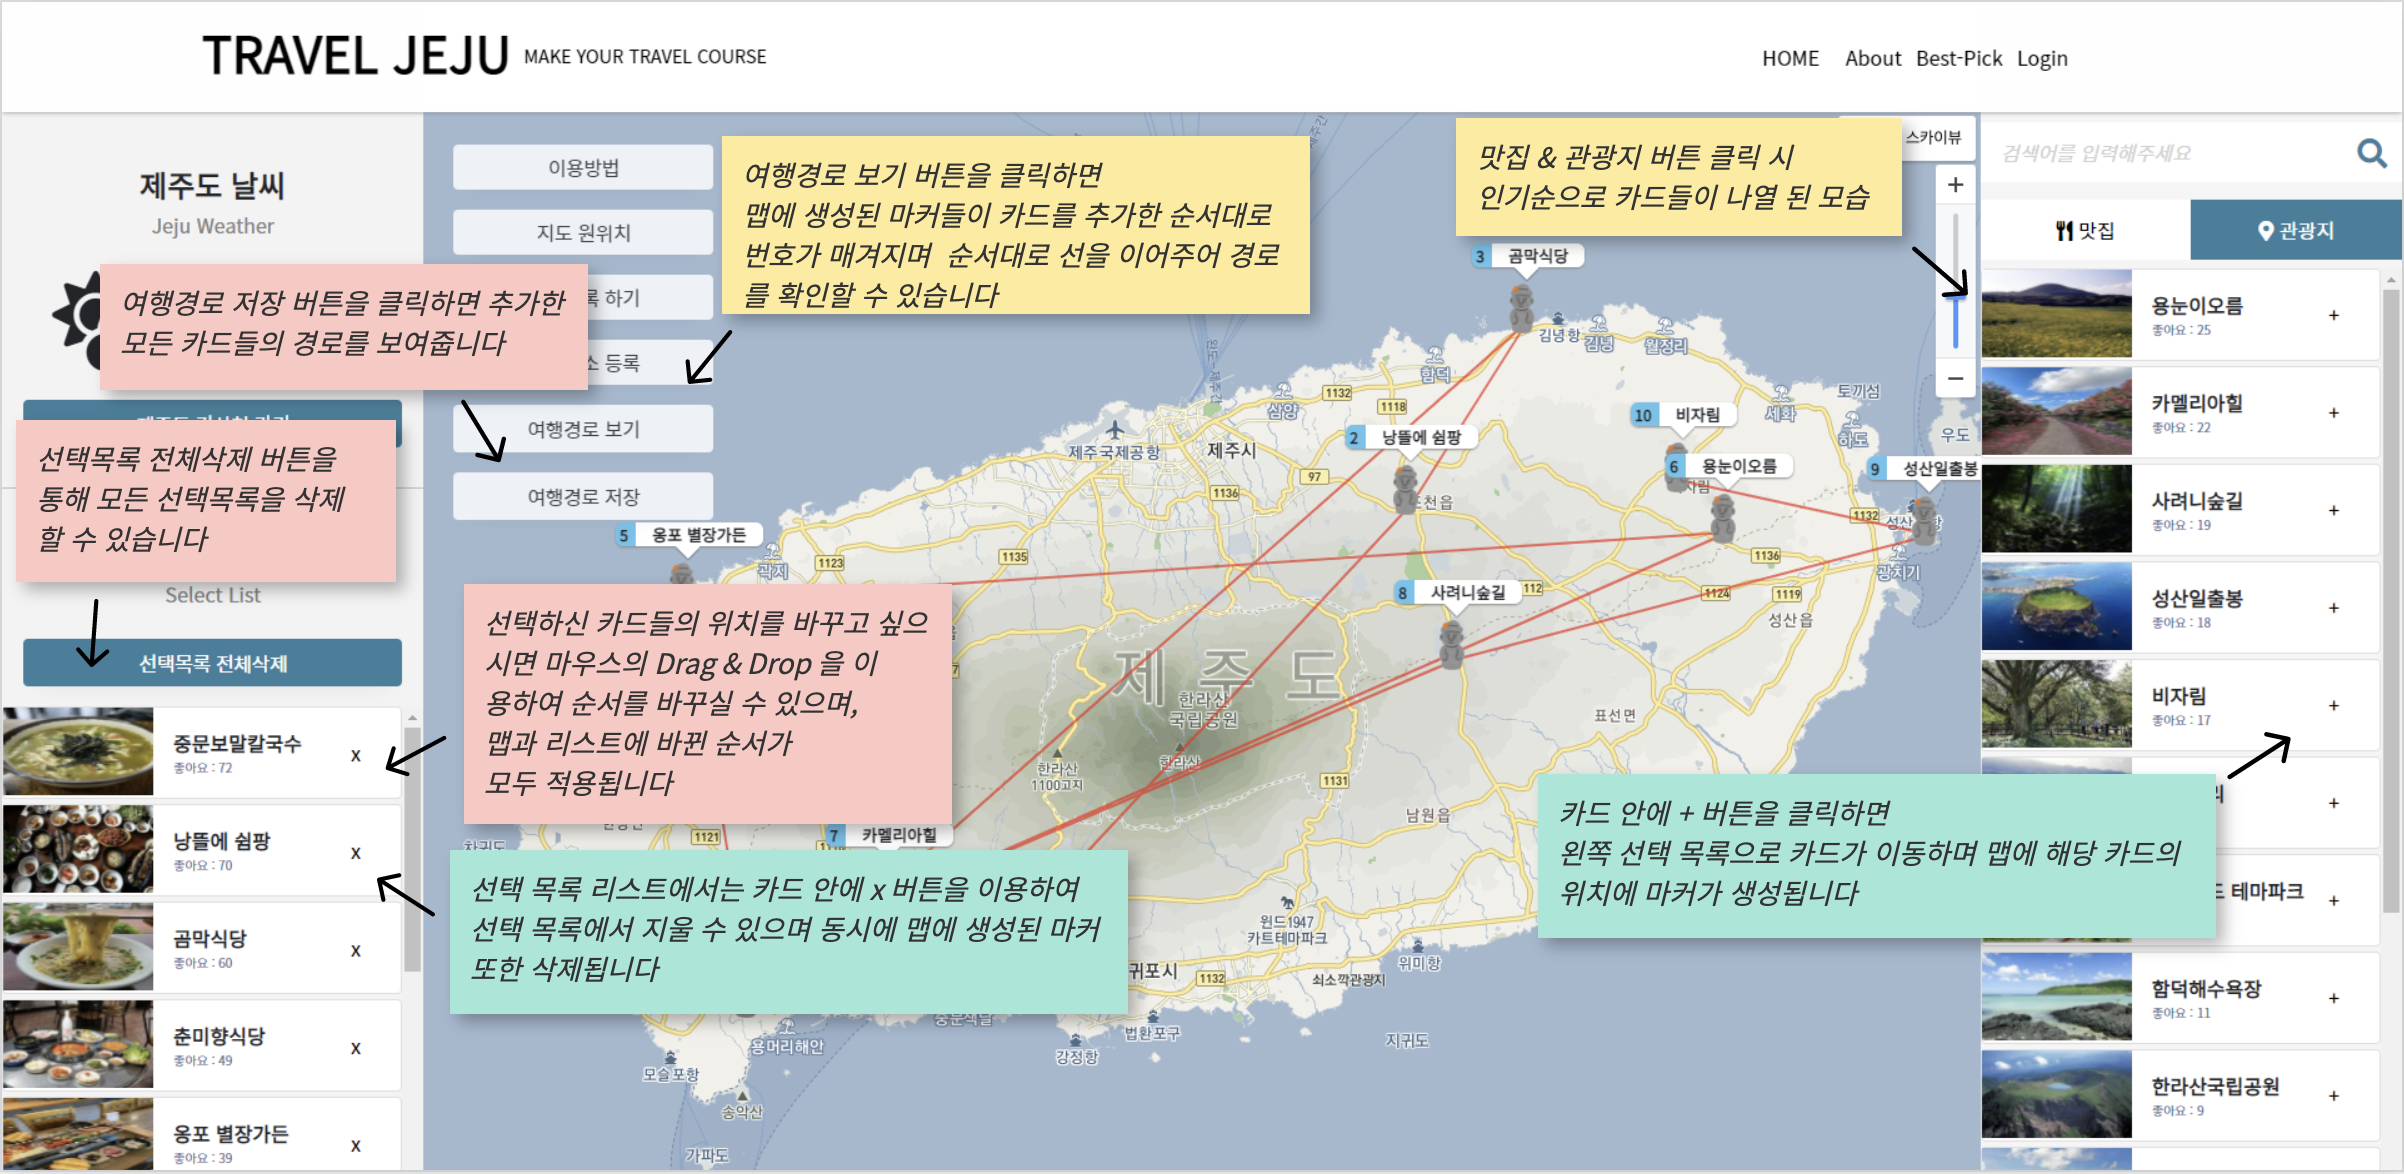 TRAVEL JEJU MAKE YOUR TRAVEL COURSE
HOME About Best-Pick Login
제주도 날씨
Jeju Weather
여행경로 저장 버튼을 클릭하면 추가한
모든 카드들의 경로를 보여줍니다
선택목록 전체삭제 버튼을
통해 모든 선택목록을 삭제
할 수 있습니다
Select List
선택목록 전체삭제
중문보말칼국수
좋아요 : 72
x
낭뜰에 쉼팡
좋아요 : 70
x
곰막식당
좋아요 : 60
x
춘미향식당
좋아요 : 49
x
옹포 별장가든
좋아요 : 39
x
이용방법
지도 원위치
록 하기
소 등록
여행경로 보기
여행경로 저장
여행경로 보기 버튼을 클릭하면
맵에 생성된 마커들이 카드를 추가한 순서대로
번호가 매겨지며 순서대로 선을 이어주어 경로
를 확인할 수 있습니다
맛집 & 관광지 버튼 클릭 시
인기순으로 카드들이 나열 된 모습
스카이뷰
+
−
선택하신 카드들의 위치를 바꾸고 싶으
시면 마우스의 Drag & Drop 을 이
용하여 순서를 바꾸실 수 있으며,
맵과 리스트에 바뀐 순서가
모두 적용됩니다
선택 목록 리스트에서는 카드 안에 x 버튼을 이용하여
선택 목록에서 지울 수 있으며 동시에 맵에 생성된 마커
또한 삭제됩니다
카드 안에 + 버튼을 클릭하면
왼쪽 선택 목록으로 카드가 이동하며 맵에 해당 카드의
위치에 마커가 생성됩니다
3 곰막식당
김녕항
김녕
월정리
함덕
1132
1118
삼양
토끼섬
세화
하도
우도
10 비자림
2 낭뜰에 쉼팡
6 용눈이오름
9 성산일출봉
제주국제공항
제주시
97
1136
조천읍
1132
5 옹포 별장가든
곽지
1123
1135
1136
광치기
8 사려니숲길
112
1124
1119
성산읍
제주도
한라산
국립공원
한라산
한라산
1100고지
1131
표선면
남원읍
1121
7 카멜리아힐
차귀도
윈드1947
카트테마파크
위미항
귀포시
1132
쇠소깍관광지
법환포구
강정항
지귀도
중문식당
용머리해안
모슬포항
송악산
가파도
검색어를 입력해주세요
맛집
관광지
용눈이오름
좋아요 : 25
+
카멜리아힐
좋아요 : 22
+
사려니숲길
좋아요 : 19
+
성산일출봉
좋아요 : 18
+
비자림
좋아요 : 17
+
리
+
드 테마파크
+
함덕해수욕장
좋아요 : 11
+
한라산국립공원
좋아요 : 9
+